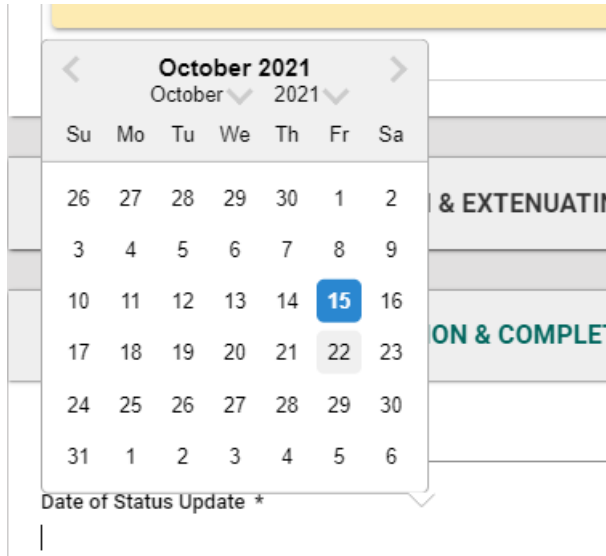 October 2021
October 2021
Su Mo Tu We Th Fr Sa
26 27 28 29 30 1 2
& EXTENUATIN
3 4 5 6 7 8 9
10 11 12 13 14 15 16
ON & COMPLET
17 18 19 20 21 22 23
24 25 26 27 28 29 30
31 1 2 3 4 5 6
Date of Status Update *